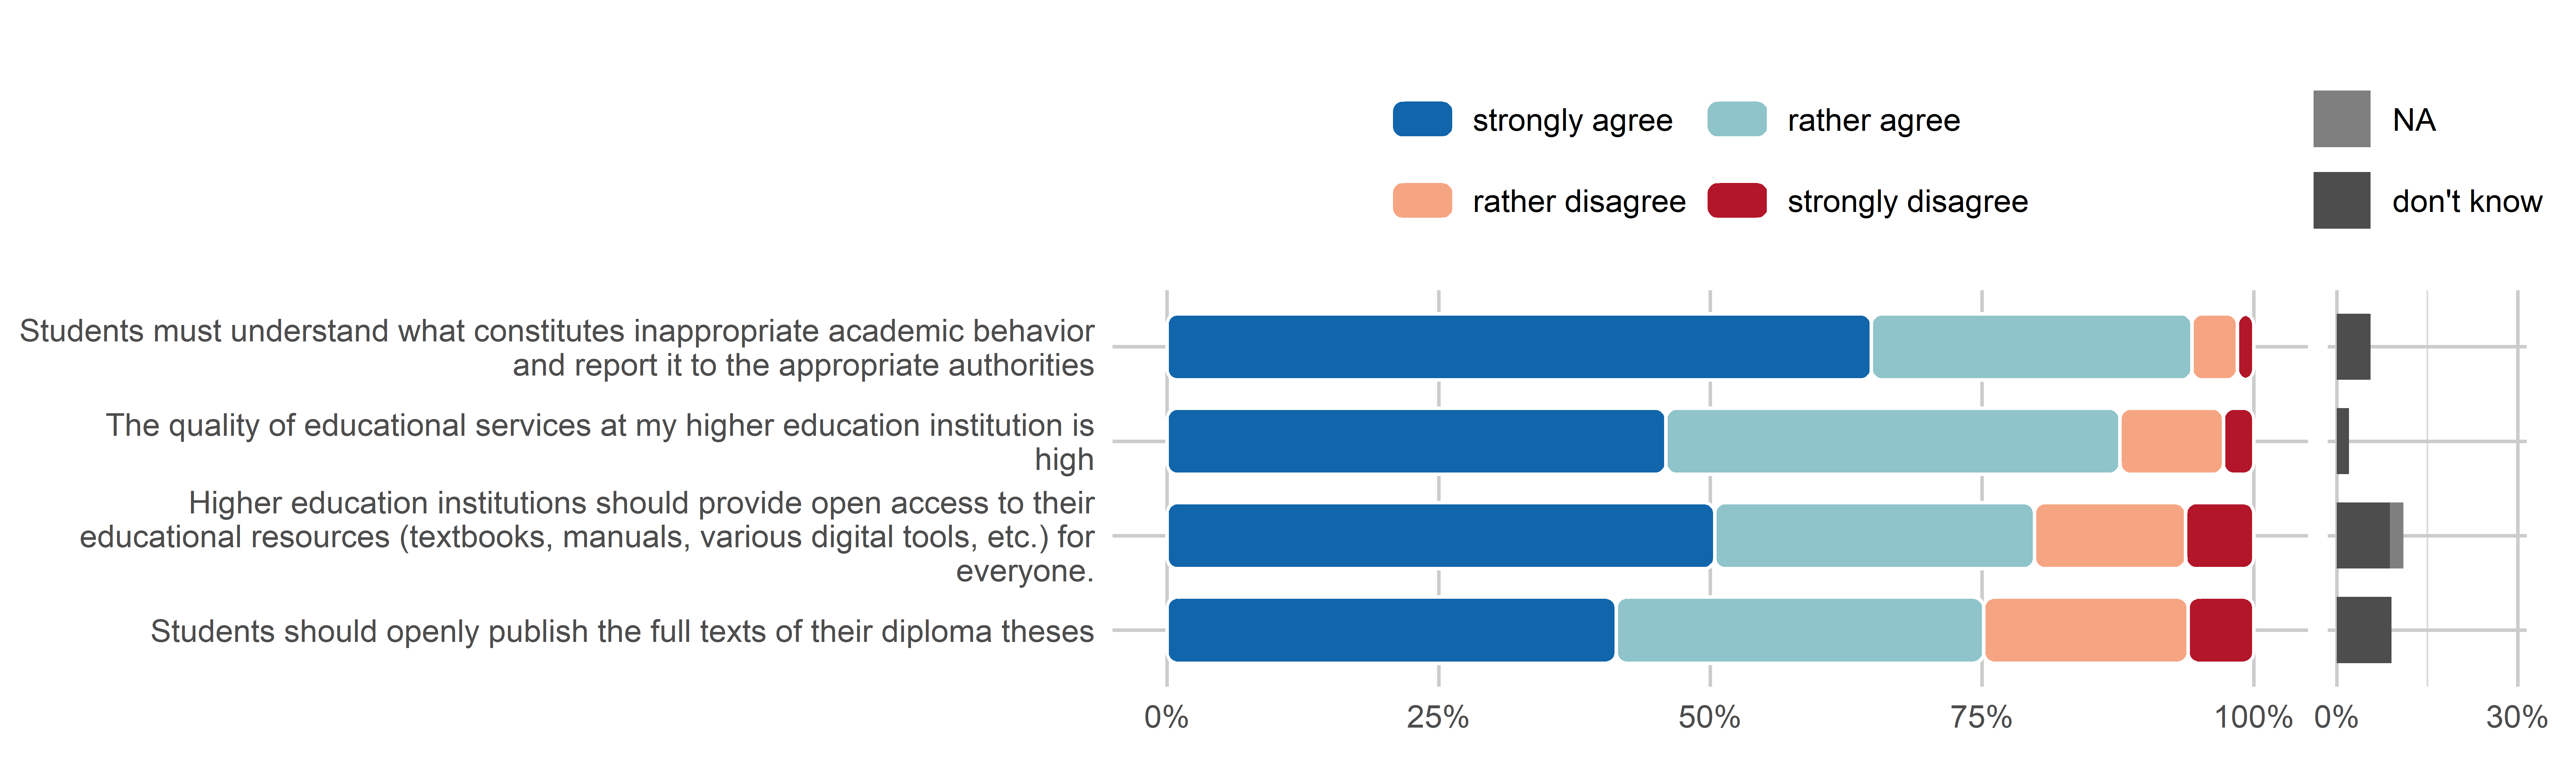 strongly agree
rather agree
rather disagree
strongly disagree
NA
don't know
Students must understand what constitutes inappropriate academic behavior
and report it to the appropriate authorities
The quality of educational services at my higher education institution is
high
Higher education institutions should provide open access to their
educational resources (textbooks, manuals, various digital tools, etc.) for
everyone.
Students should openly publish the full texts of their diploma theses
0%
25%
50%
75%
100%
0%
30%